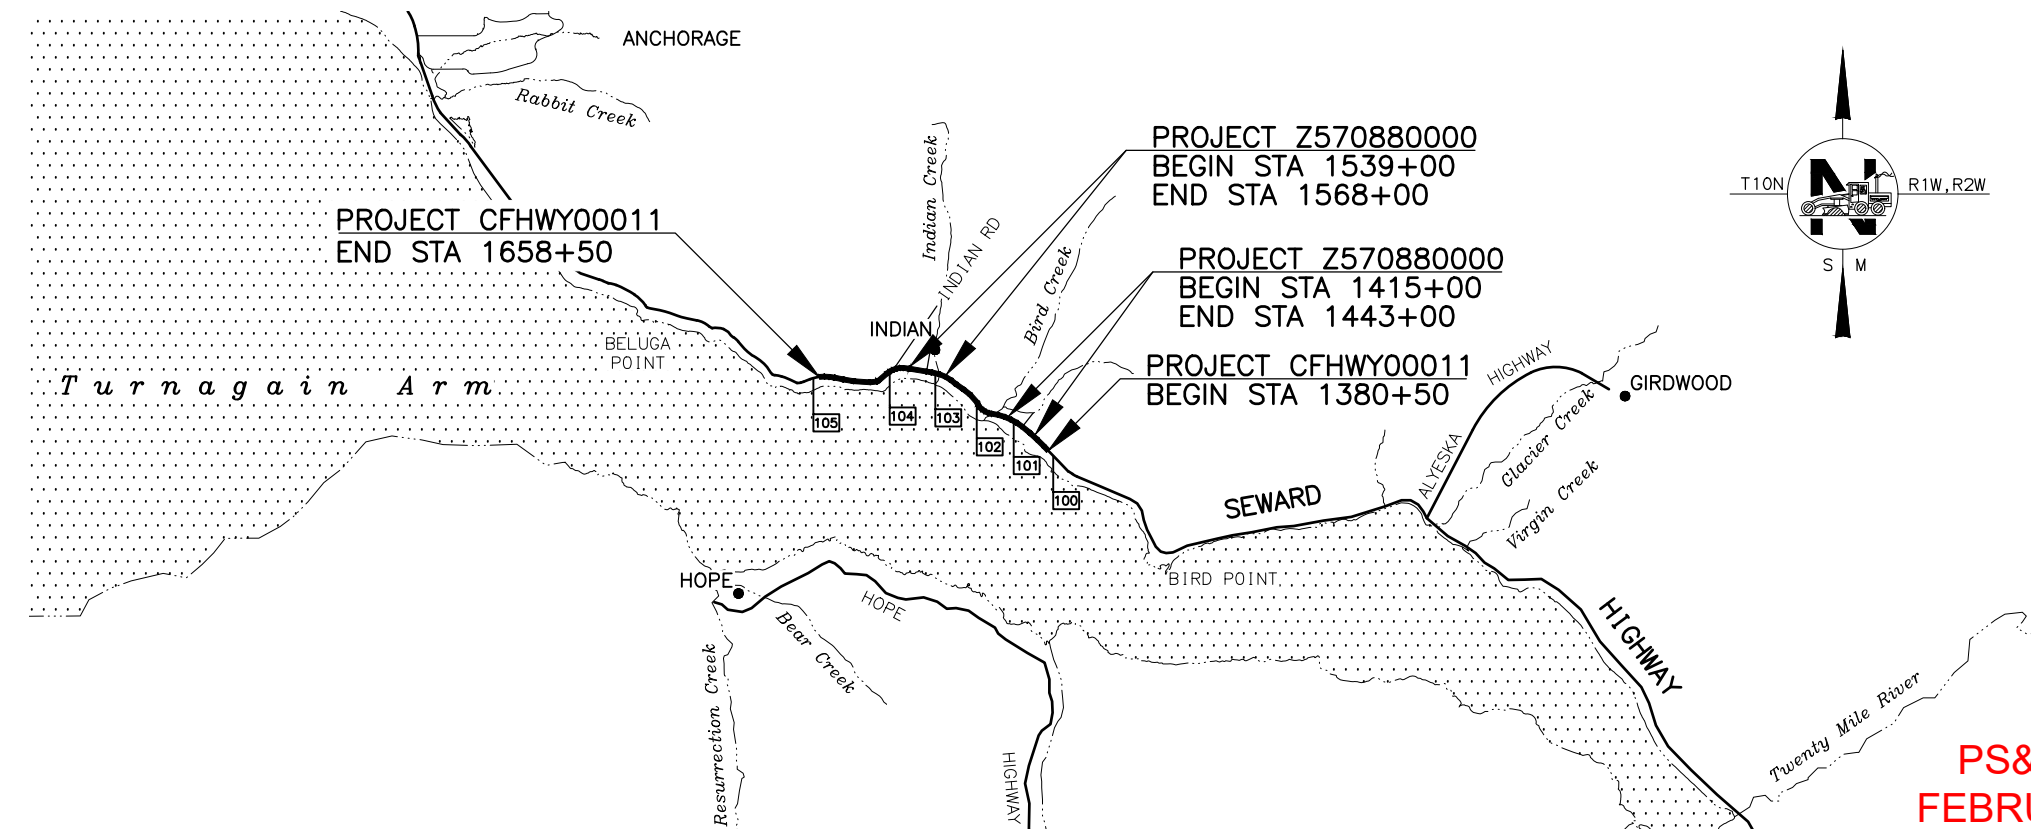 ANCHORAGE
Rabbit Creek
Indian Creek
INDIAN RD
Bird Creek
PROJECT Z570880000
BEGIN STA 1539+00
END STA 1568+00
T10N
N
R1W,R2W
S M
PROJECT CFHWY00011
END STA 1658+50
PROJECT Z570880000
BEGIN STA 1415+00
END STA 1443+00
INDIAN
BELUGA
POINT
PROJECT CFHWY00011
BEGIN STA 1380+50
Turnagain Arm
105
104
103
102
101
100
ALYESKA
HIGHWAY
GIRDWOOD
Glacier Creek
Virgin Creek
SEWARD
HIGHWAY
BIRD POINT
HOPE
HOPE
HIGHWAY
Bear Creek
Resurrection Creek
Twenty Mile River
PS&
FEBRU